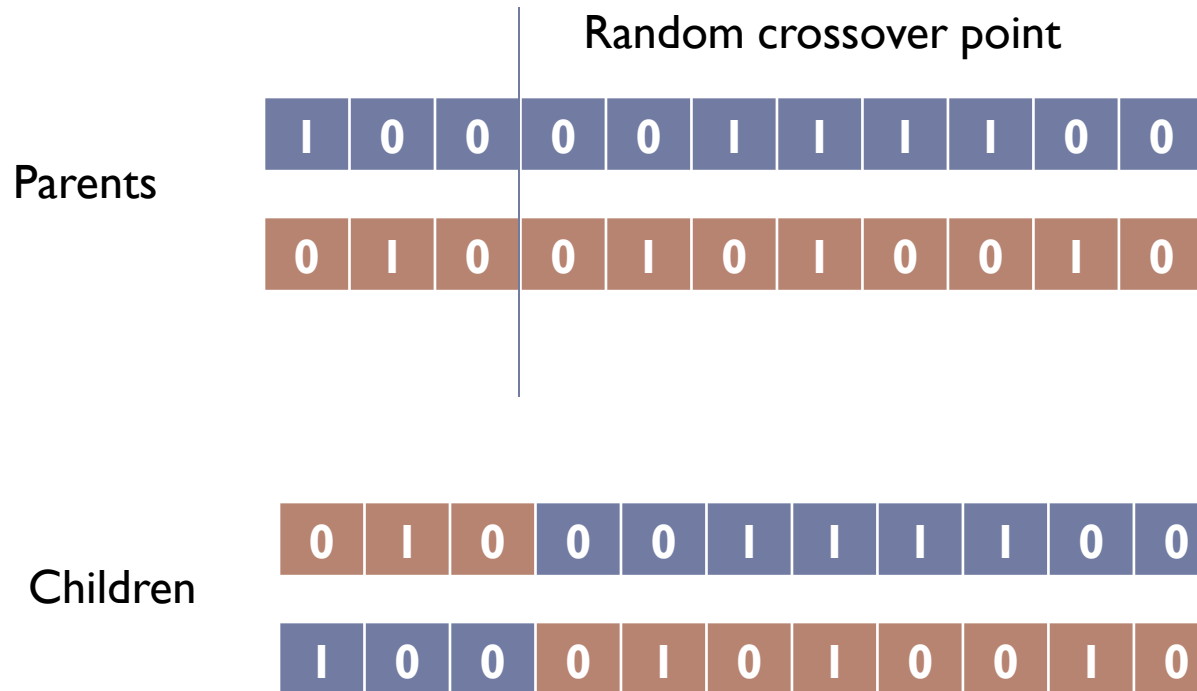 Random crossover point
1 0 0 0 0 1 1 1 1 0 0
Parents
0 1 0 0 1 0 1 0 0 1 0
0 1 0 0 0 1 1 1 1 0 0
Children
1 0 0 0 1 0 1 0 0 1 0